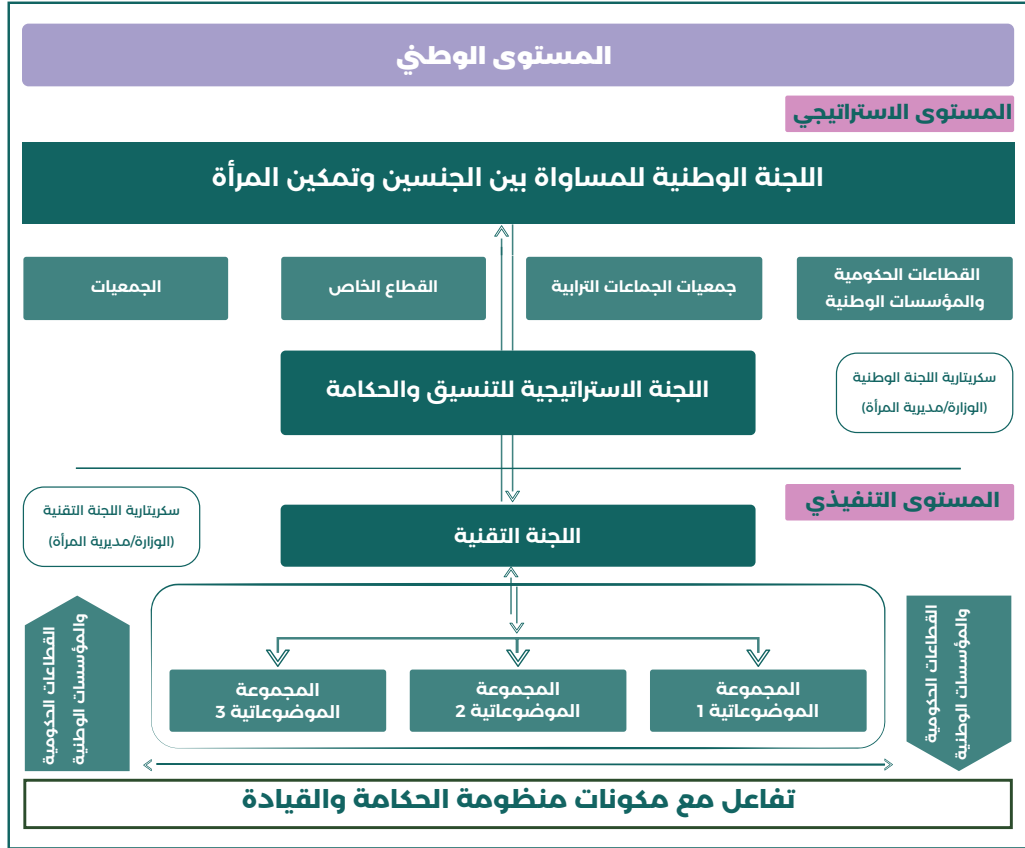 المستوى الوطني
المستوى الاستراتيجي
اللجنة الوطنية للمساواة بين الجنسين وتمكين المرأة
القطاعات الحكومية
والمؤسسات الوطنية
جمعيات الجماعات الترابية
القطاع الخاص
الجمعيات
اللجنة الاستراتيجية للتنسيق والحكامة
سكريتارية اللجنة الوطنية
(الوزارة/مديرية المرأة)
المستوى التنفيذي
سكريتارية اللجنة التقنية
(الوزارة/مديرية المرأة)
اللجنة التقنية
القطاعات الحكومية
والمؤسسات الوطنية
المجموعة
الموضوعاتية 1
المجموعة
الموضوعاتية 2
المجموعة
الموضوعاتية 3
القطاعات الحكومية
والمؤسسات الوطنية
تفاعل مع مكونات منظومة الحكامة والقيادة